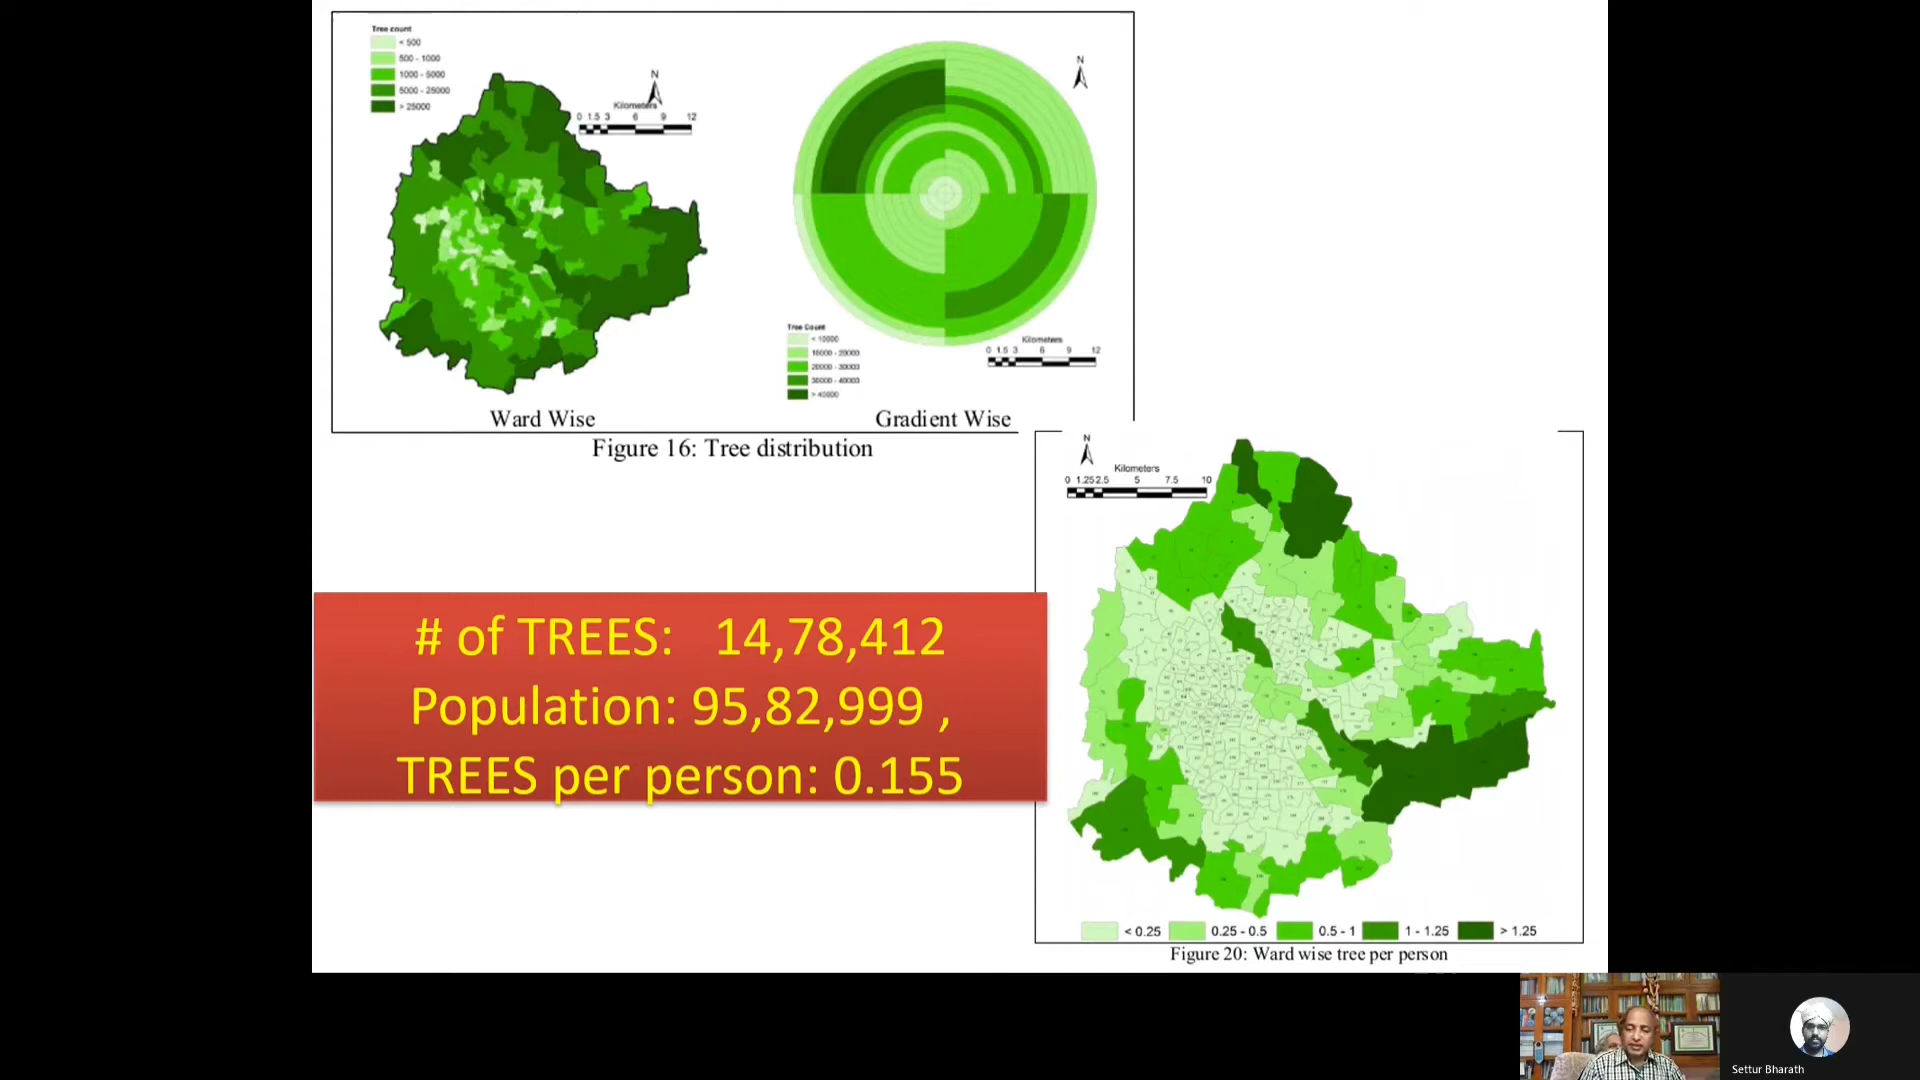 Tree count
< 500
500 - 1000
1000 - 5000
5000 - 25000
> 25000
N
Kilometers
0 1.5 3 6 9 12
Ward Wise
N
Tree Count
< 10000
10000 - 20000
20000 - 30000
30000 - 40000
> 40000
Kilometers
0 1.5 3 6 9 12
Gradient Wise
Figure 16: Tree distribution
# of TREES: 14,78,412
Population: 95,82,999 ,
TREES per person: 0.155
N
Kilometers
0 1.25 2.5 5 7.5 10
< 0.25 0.25 - 0.5 0.5 - 1 1 - 1.25 > 1.25
Figure 20: Ward wise tree per person
Settur Bharath